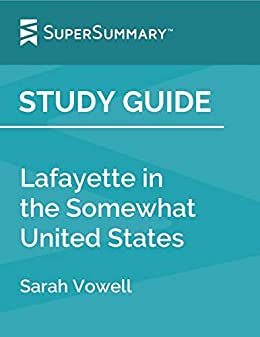 SUPERSUMMARY™
STUDY GUIDE
Lafayette in
the Somewhat
United States
Sarah Vowell